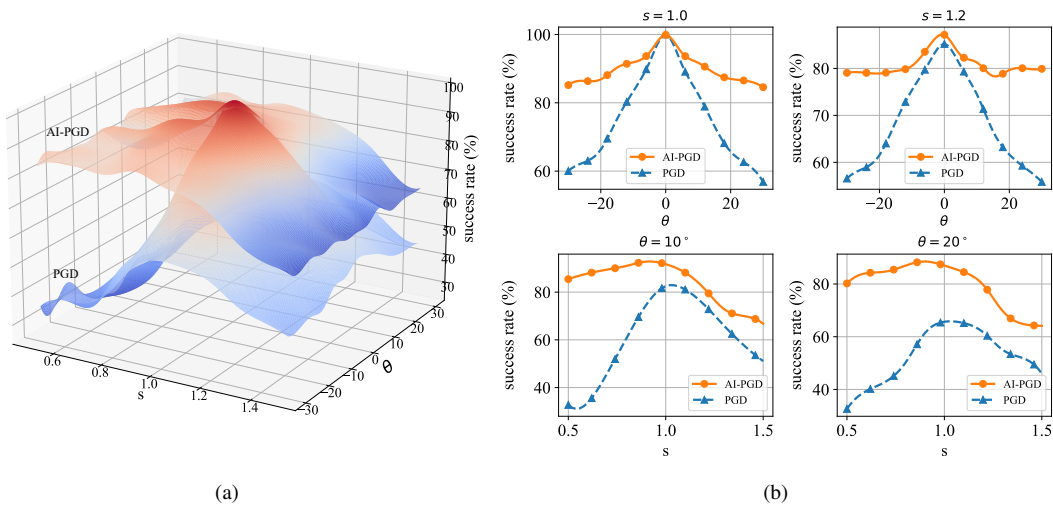 AI-PGD
PGD
100
90
80
70
60
50
40
30
success rate (%)
0.6
0.8
1.0
1.2
1.4
s
−30
−20
−10
0
10
20
30
θ
(a)
s = 1.0
100
80
60
success rate (%)
−20
0
20
θ
AI-PGD
PGD
s = 1.2
80
60
success rate (%)
−20
0
20
θ
AI-PGD
PGD
θ = 10°
80
60
40
success rate (%)
0.5
1.0
1.5
s
AI-PGD
PGD
θ = 20°
80
60
40
success rate (%)
0.5
1.0
1.5
s
AI-PGD
PGD
(b)